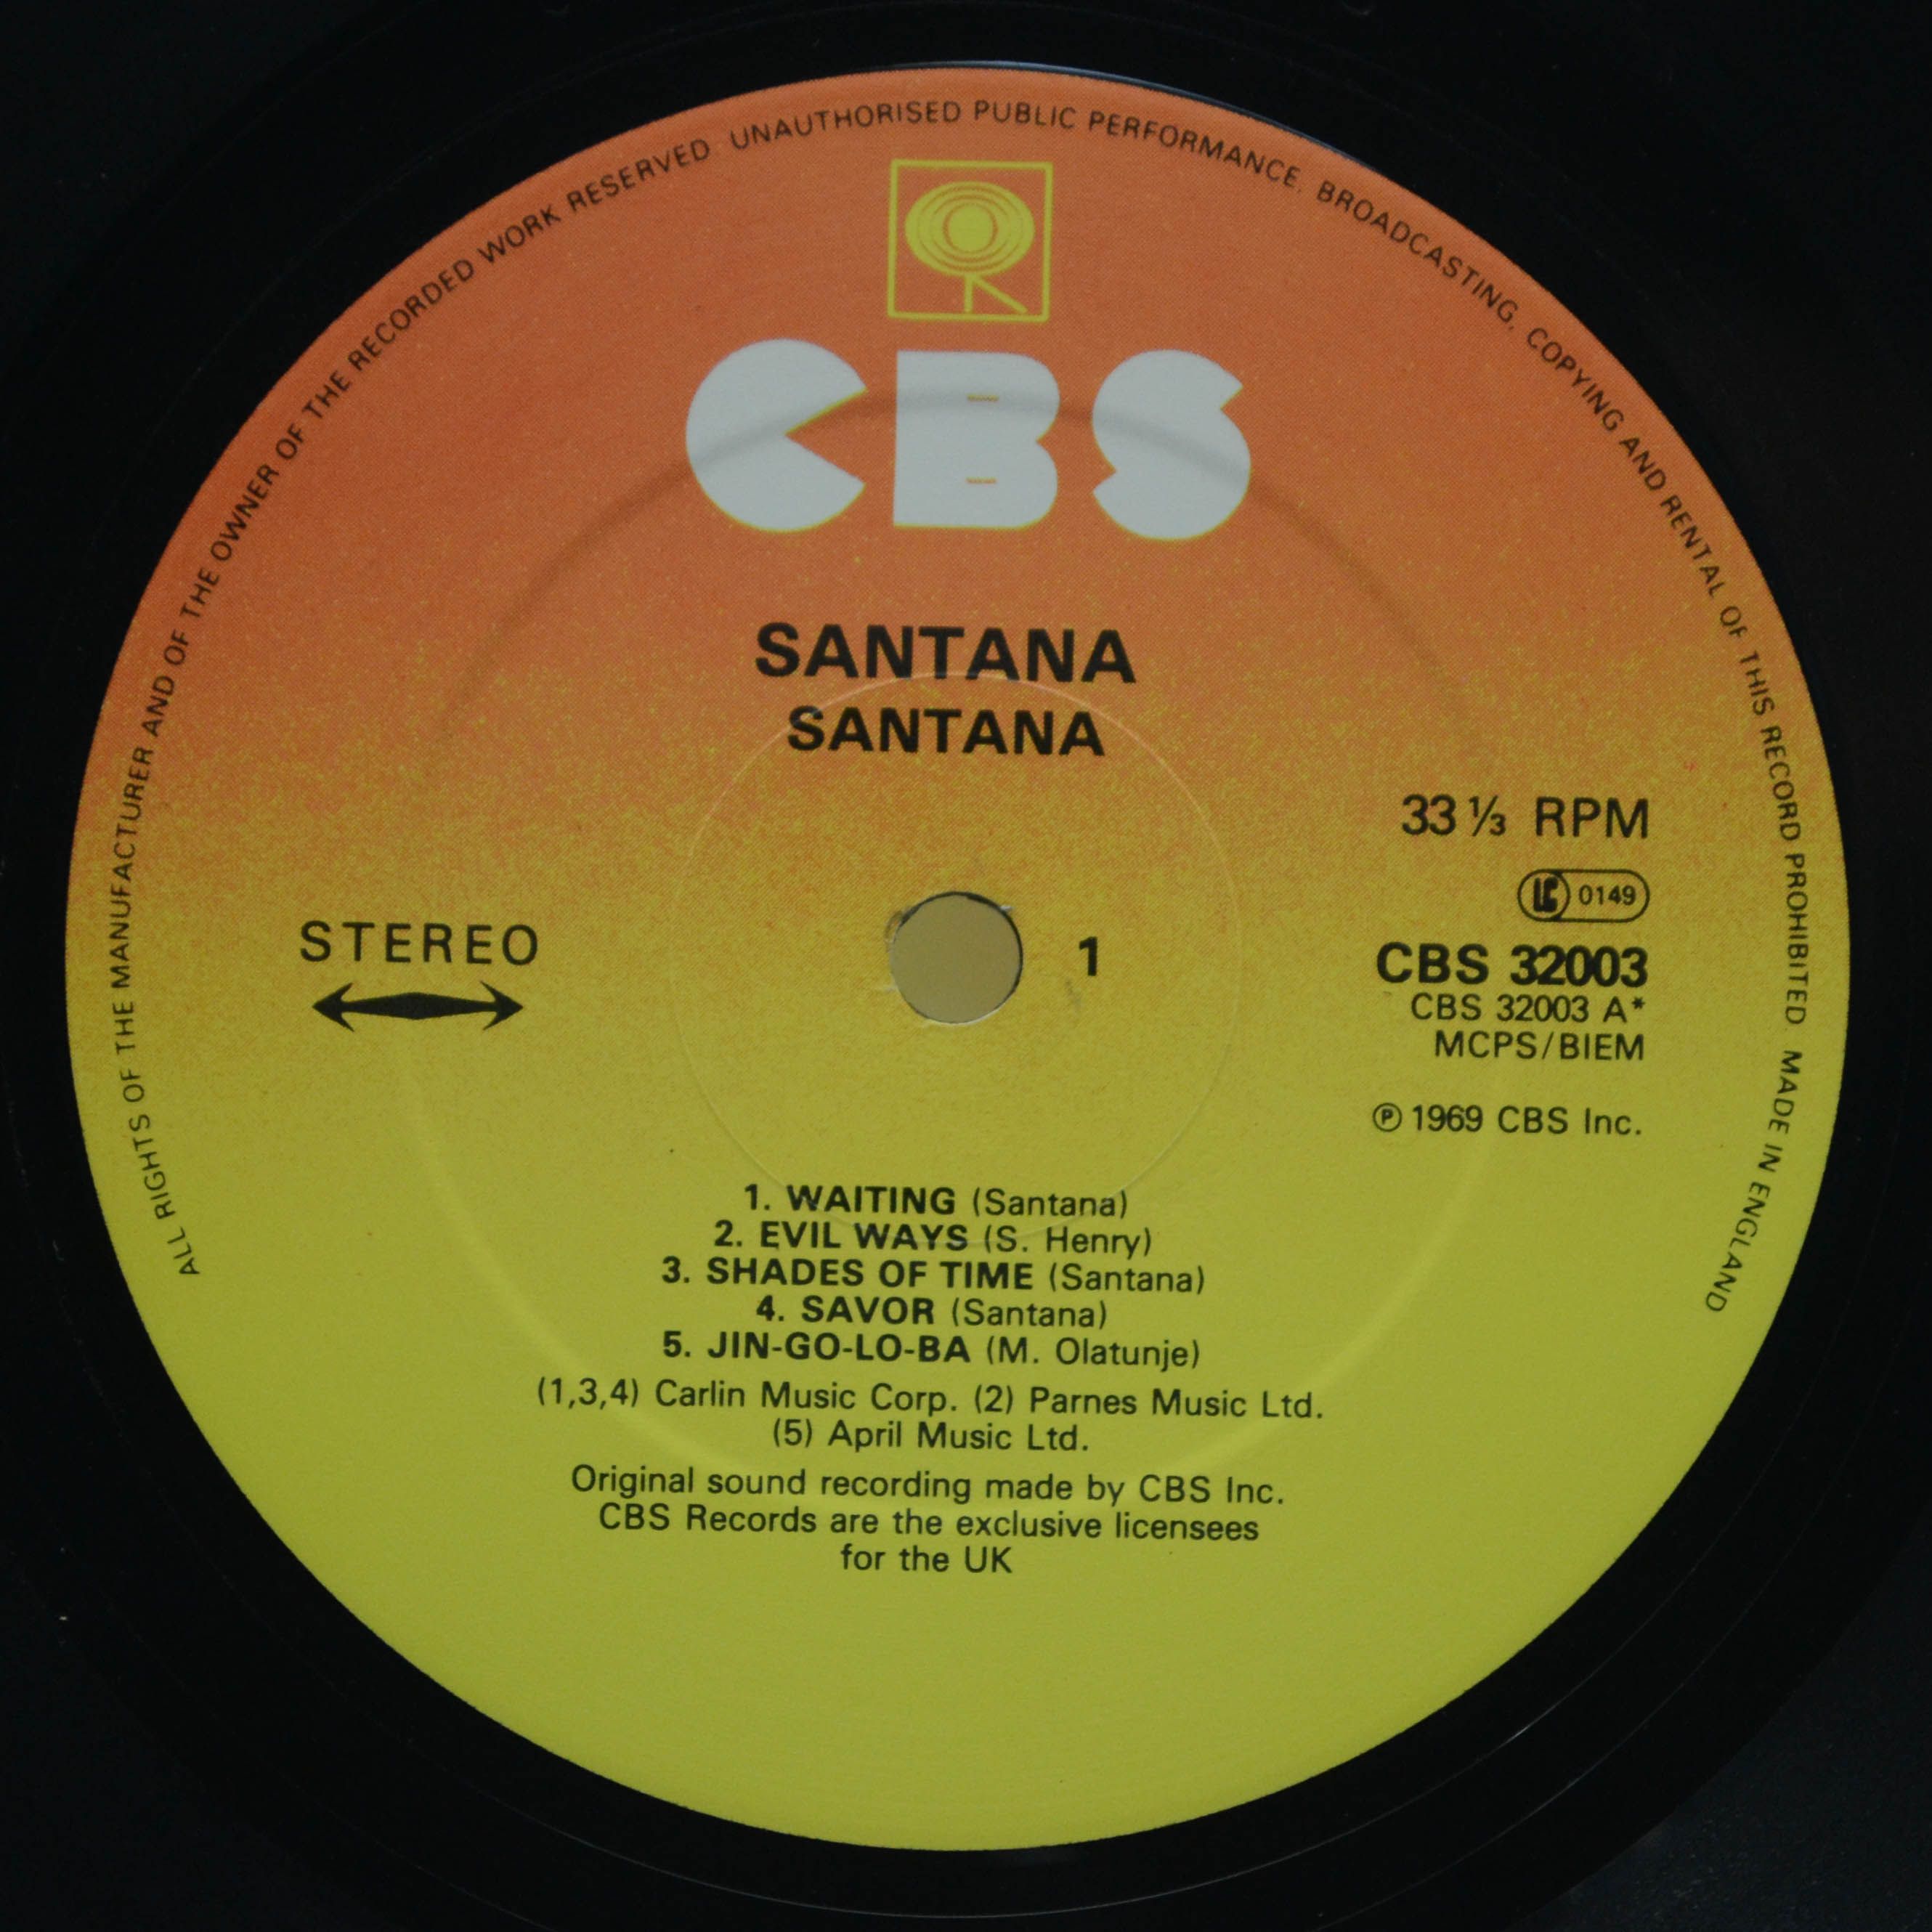 ALL RIGHTS OF THE MANUFACTURER AND OF THE OWNER OF THE RECORDED WORK RESERVED. UNAUTHORISED PUBLIC PERFORMANCE, BROADCASTING, COPYING AND RENTAL OF THIS RECORD PROHIBITED. MADE IN ENGLAND
CBS
SANTANA
SANTANA
33 ⅓ RPM
LC 0149
STEREO
1
CBS 32003
CBS 32003 A*
MCPS/BIEM
℗ 1969 CBS Inc.
1. WAITING (Santana)
2. EVIL WAYS (S. Henry)
3. SHADES OF TIME (Santana)
4. SAVOR (Santana)
5. JIN-GO-LO-BA (M. Olatunje)
(1,3,4) Carlin Music Corp. (2) Parnes Music Ltd.
(5) April Music Ltd.
Original sound recording made by CBS Inc.
CBS Records are the exclusive licensees
for the UK